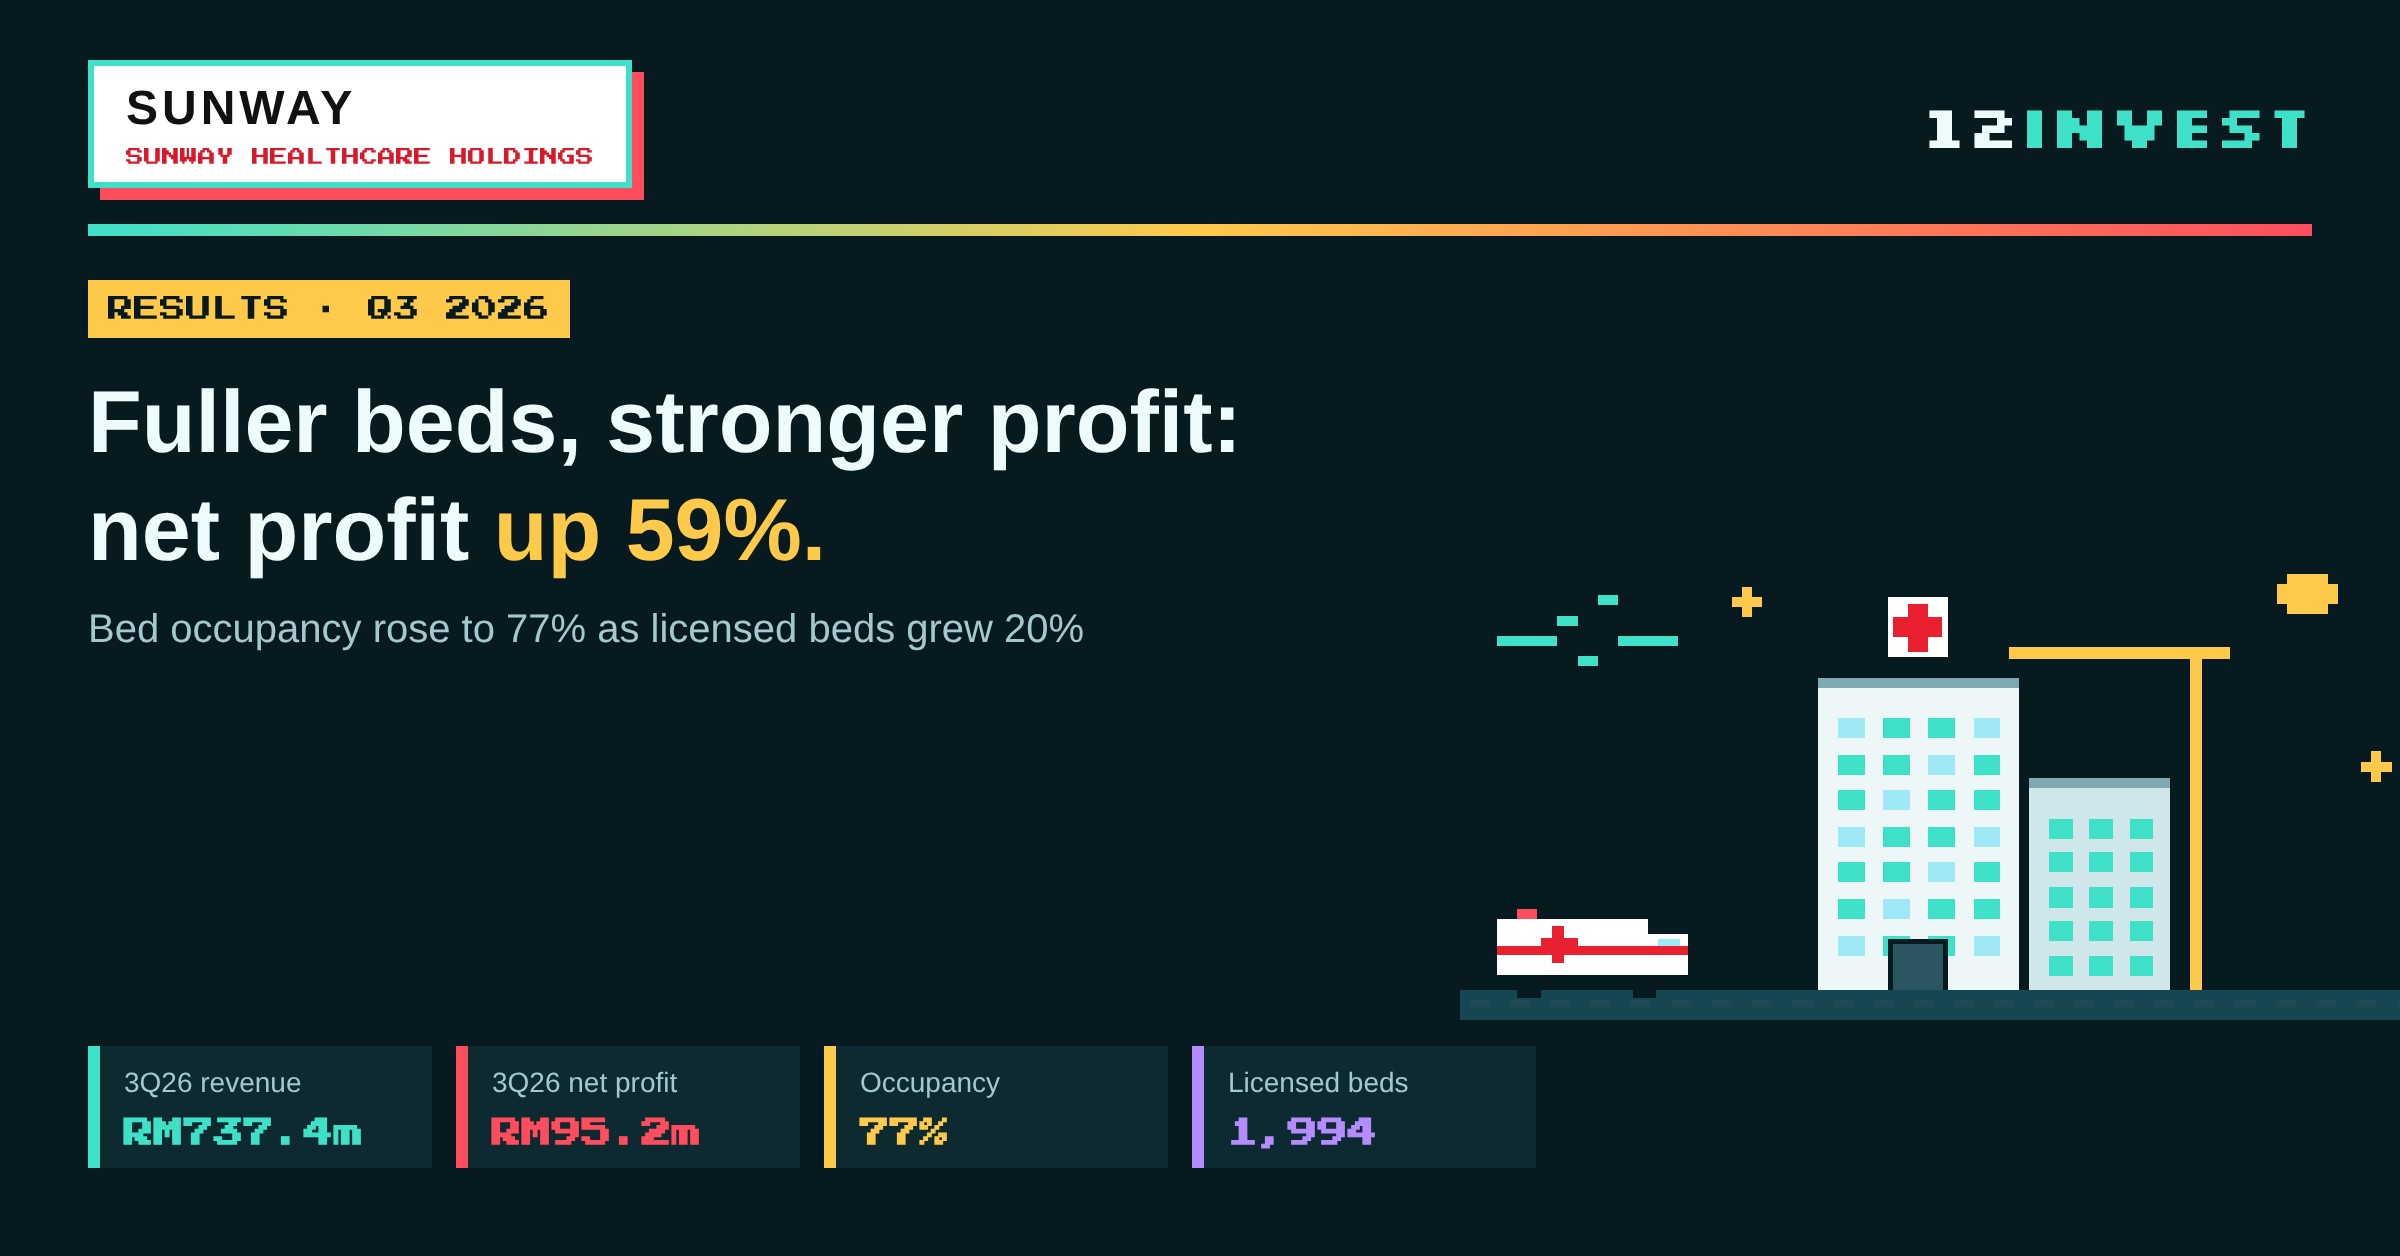 SUNWAY
SUNWAY HEALTHCARE HOLDINGS
12INVEST
RESULTS · Q3 2026
Fuller beds, stronger profit:
net profit up 59%.
Bed occupancy rose to 77% as licensed beds grew 20%
3Q26 revenue
RM737.4m
3Q26 net profit
RM95.2m
Occupancy
77%
Licensed beds
1,994